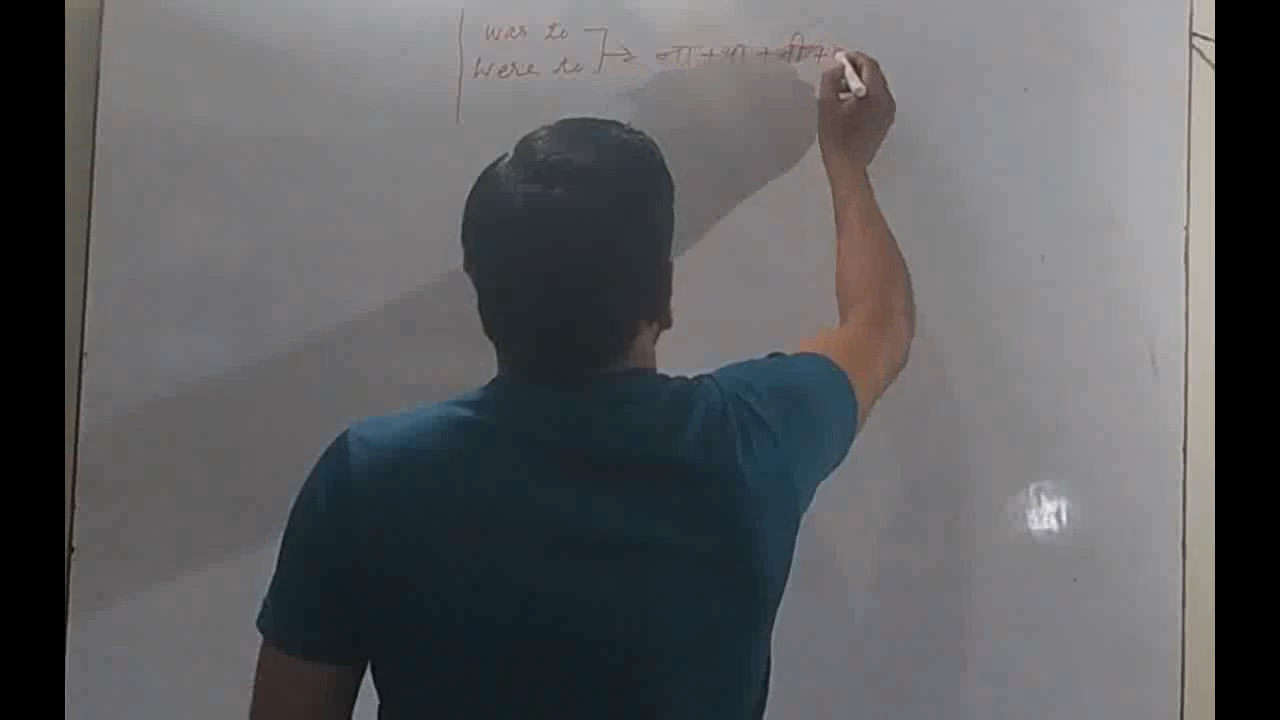 was to
were to → ना + था + नी +